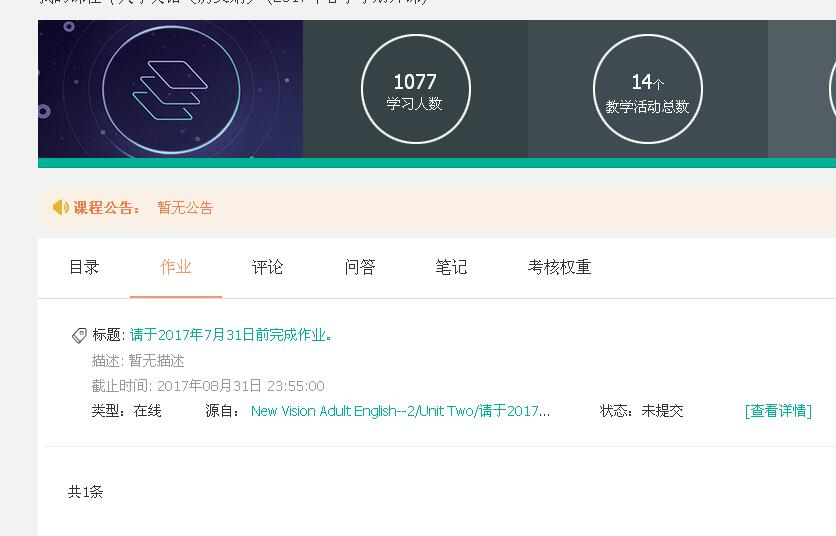 1077
学习人数
14个
教学活动总数
课程公告： 暂无公告
目录 作业 评论 问答 笔记 考核权重
标题: 请于2017年7月31日前完成作业。
描述: 暂无描述
截止时间: 2017年08月31日 23:55:00
类型： 在线 源自： New Vision Adult English--2/Unit Two/请于2017... 状态： 未提交 [查看详情]
共1条